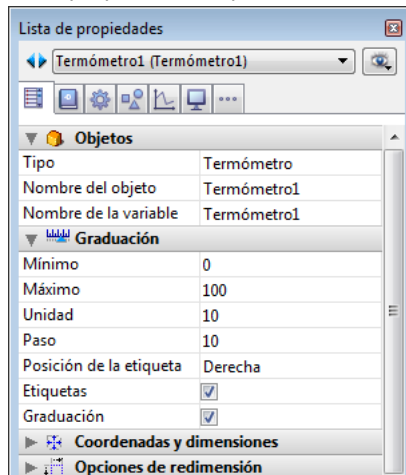 Lista de propiedades
Termómetro1 (Termómetro1)
Objetos
Tipo Termómetro
Nombre del objeto Termómetro1
Nombre de la variable Termómetro1
Graduación
Mínimo 0
Máximo 100
Unidad 10
Paso 10
Posición de la etiqueta Derecha
Etiquetas
Graduación
Coordenadas y dimensiones
Opciones de redimensión